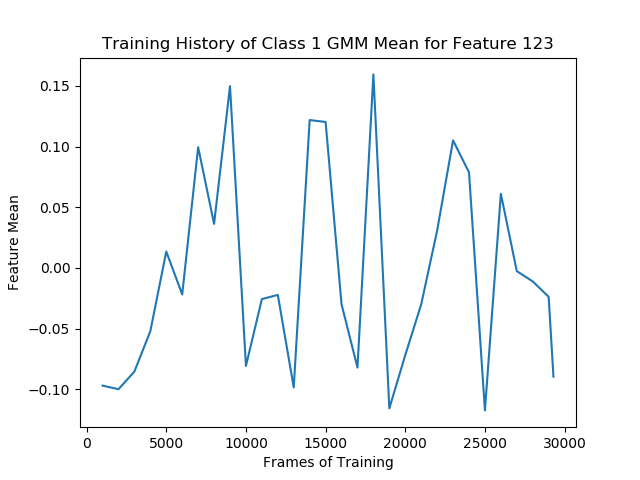 Training History of Class 1 GMM Mean for Feature 123
0.15
0.10
0.05
0.00
−0.05
−0.10
Feature Mean
0 5000 10000 15000 20000 25000 30000
Frames of Training